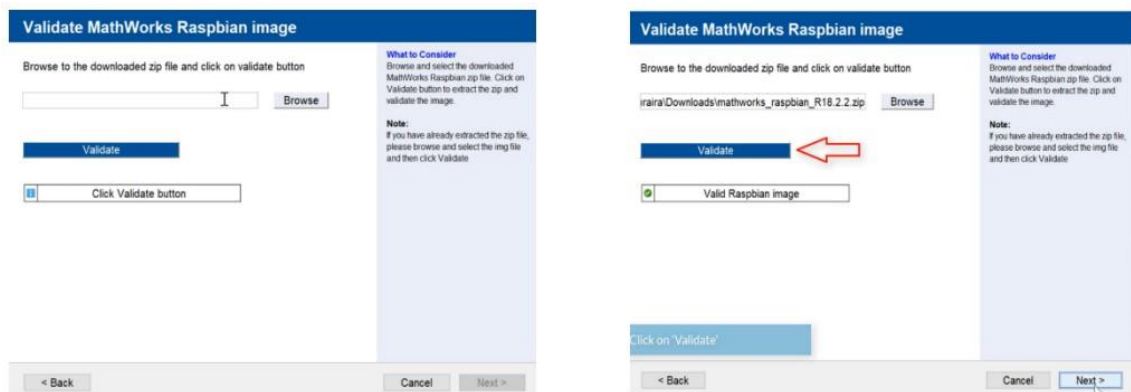 Validate MathWorks Raspbian image
Browse to the downloaded zip file and click on validate button
Browse
Validate
Click Validate button
What to Consider
Browse and select the downloaded
MathWorks Raspbian zip file. Click on
Validate button to extract the zip and
validate the image.
Note:
If you have already extracted the zip file,
please browse and select the img file
and then click Validate
< Back
Cancel
Next >
Validate MathWorks Raspbian image
Browse to the downloaded zip file and click on validate button
iraira\Downloads\mathworks_raspbian_R18.2.2.zip
Browse
Validate
Valid Raspbian image
What to Consider
Browse and select the downloaded
MathWorks Raspbian zip file. Click on
Validate button to extract the zip and
validate the image.
Note:
If you have already extracted the zip file,
please browse and select the img file
and then click Validate
Click on 'Validate'
< Back
Cancel
Next >